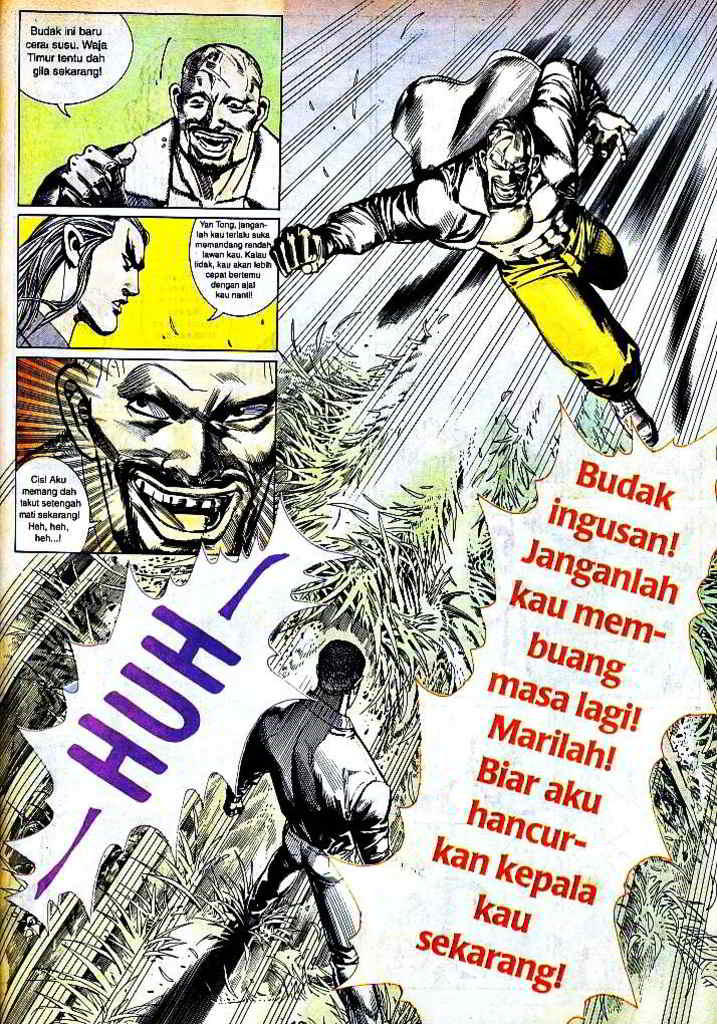 Budak ini baru
cerai susu. Waja
Timur tentu dah
gila sekarang!
Yan Tong, jangan-
lah kau terlalu suka
memandang rendah
lawan kau. Kalau
tidak, kau akan lebih
cepat bertemu
dengan ajal
kau nanti!
Cis! Aku
memang dah
takut setengah
mati sekarang!
Heh, heh,
heh...!
Budak
ingusan!
Janganlah
kau mem-
buang
masa lagi!
Marilah!
Biar aku
hancur-
kan kepala
kau
sekarang!
— HUH —